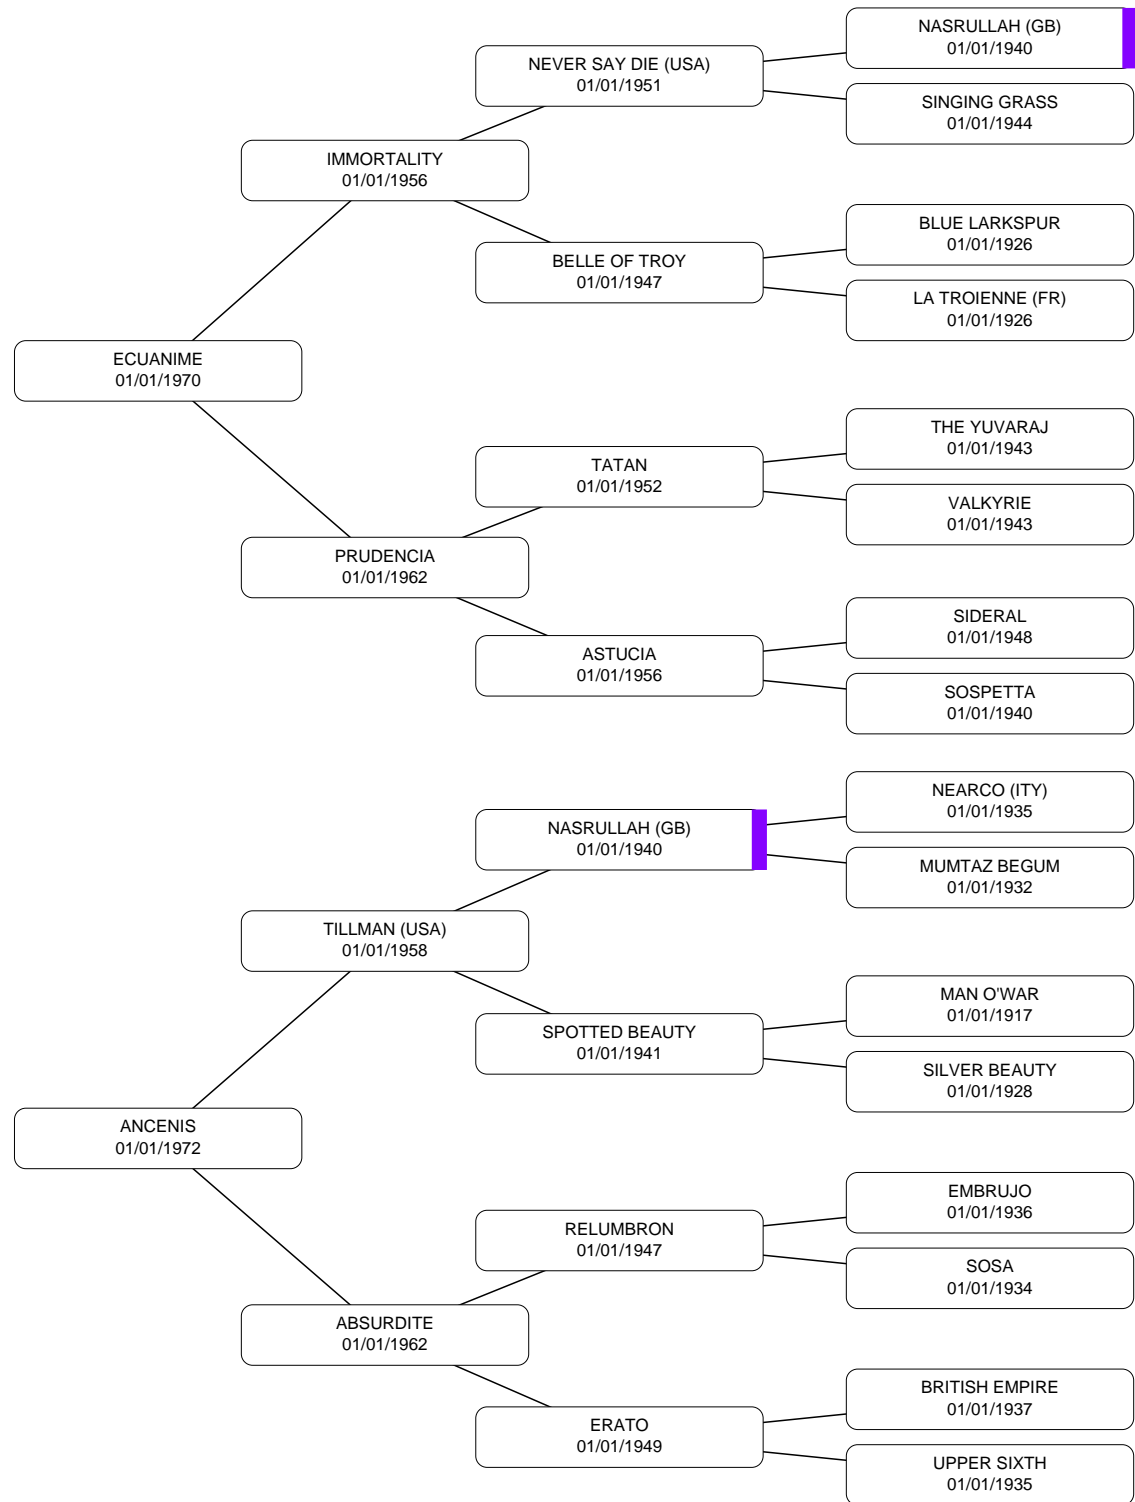 NASRULLAH (GB)
01/01/1940
NEVER SAY DIE (USA)
01/01/1951
SINGING GRASS
01/01/1944
IMMORTALITY
01/01/1956
BLUE LARKSPUR
01/01/1926
BELLE OF TROY
01/01/1947
LA TROIENNE (FR)
01/01/1926
ECUANIME
01/01/1970
THE YUVARAJ
01/01/1943
TATAN
01/01/1952
VALKYRIE
01/01/1943
PRUDENCIA
01/01/1962
SIDERAL
01/01/1948
ASTUCIA
01/01/1956
SOSPETTA
01/01/1940
NEARCO (ITY)
01/01/1935
NASRULLAH (GB)
01/01/1940
MUMTAZ BEGUM
01/01/1932
TILLMAN (USA)
01/01/1958
MAN O'WAR
01/01/1917
SPOTTED BEAUTY
01/01/1941
SILVER BEAUTY
01/01/1928
ANCENIS
01/01/1972
EMBRUJO
01/01/1936
RELUMBRON
01/01/1947
SOSA
01/01/1934
ABSURDITE
01/01/1962
BRITISH EMPIRE
01/01/1937
ERATO
01/01/1949
UPPER SIXTH
01/01/1935